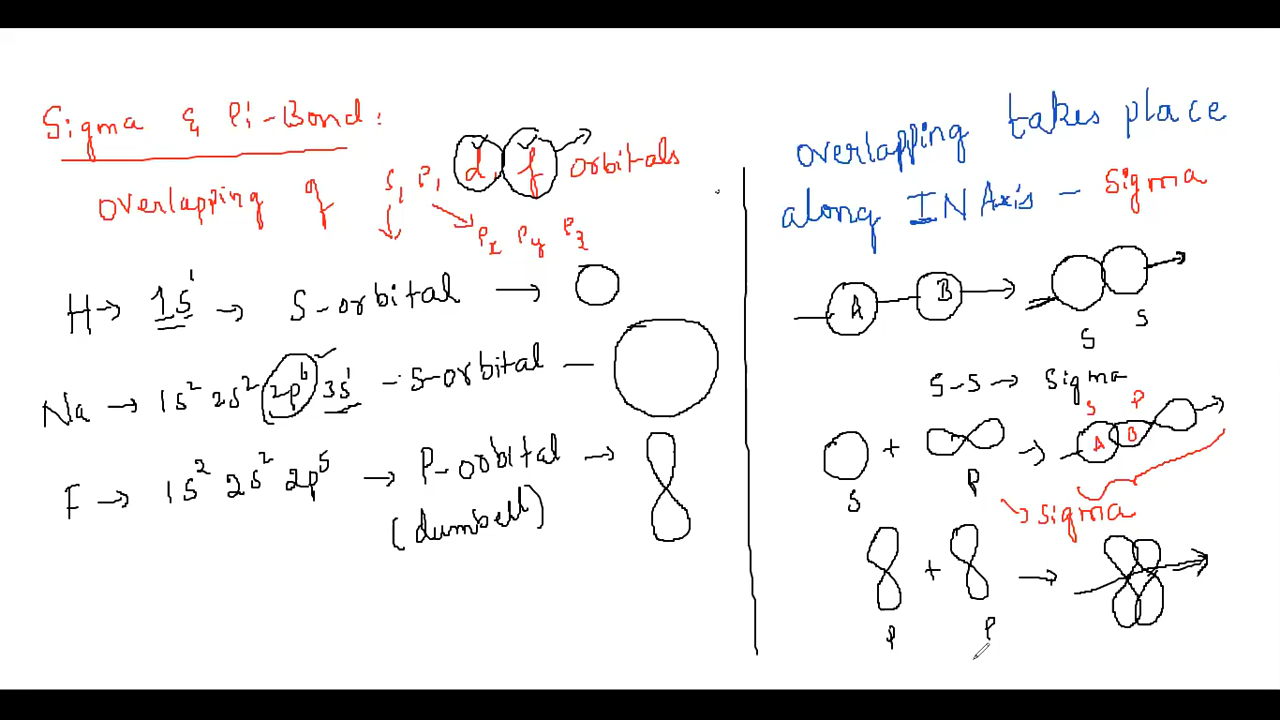 Sigma & Pi-Bond:
overlapping of s, p, d, f orbitals
Px Py Pz
H → 1s¹ → S-orbital →
Na → 1s² 2s² 2p⁶ 3s¹ - s-orbital —
F → 1s² 2s² 2p⁵ → P-orbital →
(dumbell)
overlapping takes place
along IN Axis - Sigma
A B
S S
S-S → Sigma
S P
+ → A B
S P
→ Sigma
+ →
P P